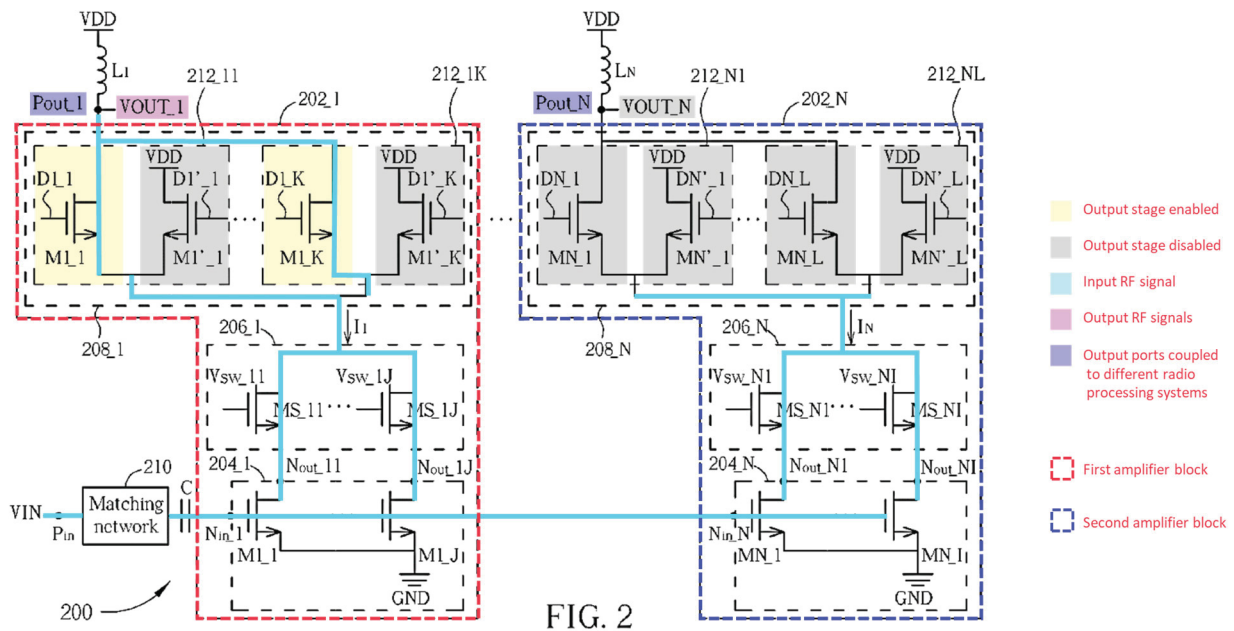 VDD
VDD
L1
LN
212_11
212_1K
212_N1
212_NL
Pout_1
VOUT_1
202_1
Pout_N
VOUT_N
202_N
VDD
VDD
VDD
VDD
D1_1
D1'_1
D1_K
D1'_K
DN_1
DN'_1
DN_L
DN'_L
M1_1
M1'_1
M1_K
M1'_K
MN_1
MN'_1
MN_L
MN'_L
208_1
206_1
I1
208_N
206_N
IN
VSW_11
VSW_1J
VSW_N1
VSW_NI
MS_11
MS_1J
MS_N1
MS_NI
204_1
Nout_11
Nout_1J
204_N
Nout_N1
Nout_NI
210
C
VIN
Pin
Matching
network
Nin_1
Nin_N
M1_1
M1_J
MN_1
MN_I
GND
GND
200
FIG. 2
Output stage enabled
Output stage disabled
Input RF signal
Output RF signals
Output ports coupled
to different radio
processing systems
First amplifier block
Second amplifier block